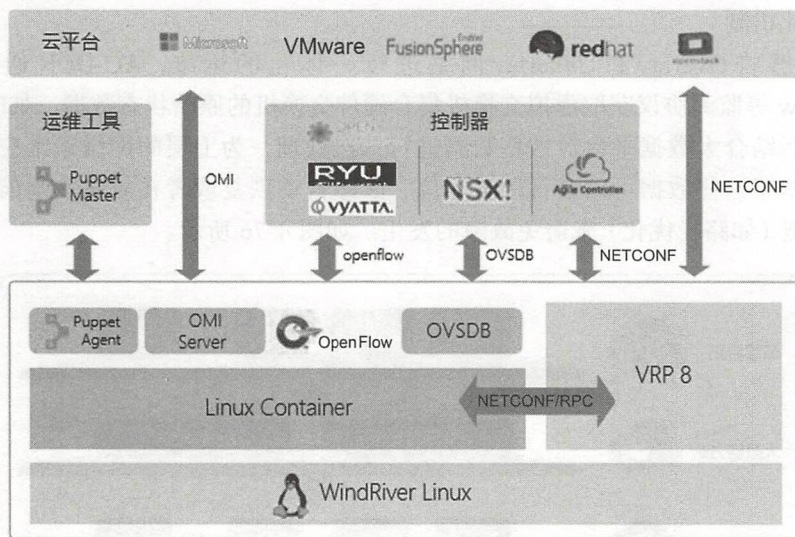 云平台
Microsoft
VMware
FusionSphere
redhat
openstack
运维工具
Puppet
Master
OMI
控制器
RYU
VYATTA.
NSX!
Agile Controller
NETCONF
openflow
OVSDB
NETCONF
Puppet
Agent
OMI
Server
OpenFlow
OVSDB
VRP 8
Linux Container
NETCONF/RPC
WindRiver Linux